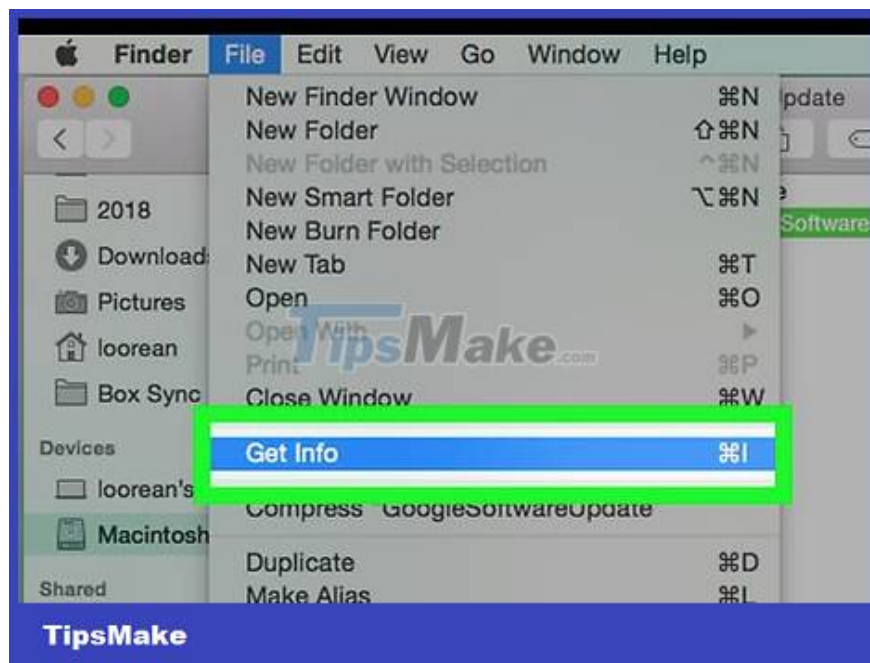 Finder File Edit View Go Window Help
New Finder Window ⌘N
pdate
New Folder ⇧⌘N
New Folder with Selection ^⌘N
New Smart Folder ⌥⌘N
2018
New Burn Folder
Software
Downloads
New Tab ⌘T
Pictures
Open ⌘O
Open With ▶
TipsMake.com
loorean
Print ⌘P
Box Sync
Close Window ⌘W
Devices
Get Info ⌘I
loorean's
Compress "GoogleSoftwareUpdate"
Macintosh
Duplicate ⌘D
Shared
Make Alias ⌘L
TipsMake